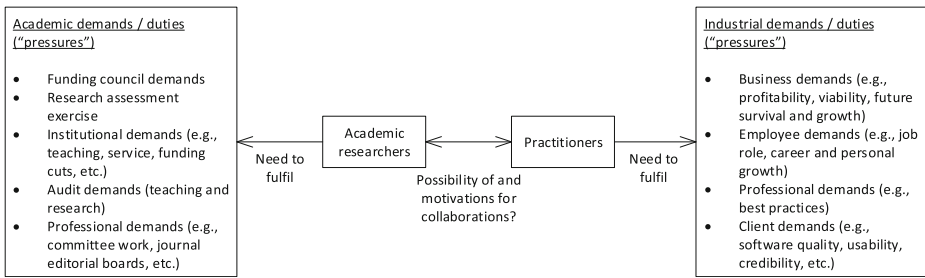 Academic demands / duties
(“pressures”)
• Funding council demands
• Research assessment
exercise
• Institutional demands (e.g.,
teaching, service, funding
cuts, etc.)
• Audit demands (teaching and
research)
• Professional demands (e.g.,
committee work, journal
editorial boards, etc.)
Need to
fulfil
Academic
researchers
Possibility of and
motivations for
collaborations?
Practitioners
Need to
fulfil
Industrial demands / duties
(“pressures”)
• Business demands (e.g.,
profitability, viability, future
survival and growth)
• Employee demands (e.g., job
role, career and personal
growth)
• Professional demands (e.g.,
best practices)
• Client demands (e.g.,
software quality, usability,
credibility, etc.)